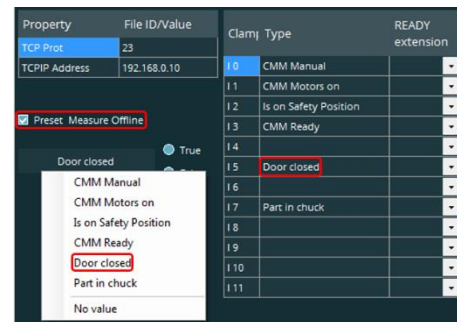 Property File ID/Value
TCP Prot 23
TCPIP Address 192.168.0.10
Preset Measure Offline
True
Door closed
CMM Manual
CMM Motors on
Is on Safety Position
CMM Ready
Door closed
Part in chuck
No value
Clamp Type READY extension
I 0 CMM Manual
I 1 CMM Motors on
I 2 Is on Safety Position
I 3 CMM Ready
I 4
I 5 Door closed
I 6
I 7 Part in chuck
I 8
I 9
I 10
I 11